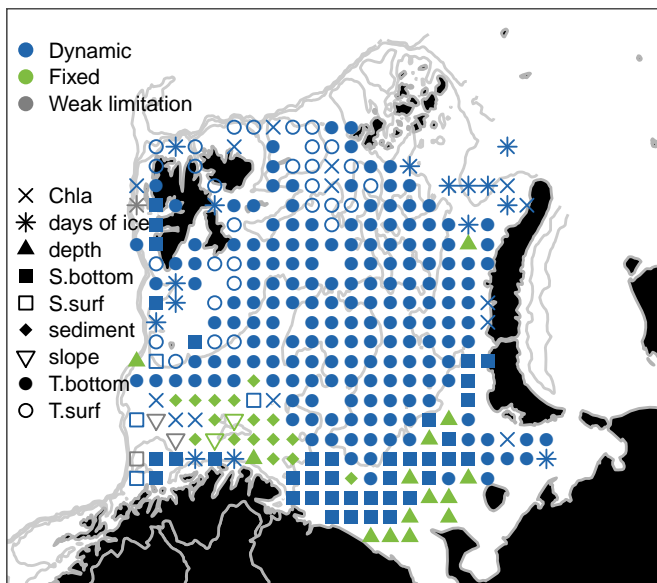 Dynamic
Fixed
Weak limitation
Chla
days of ice
depth
S.bottom
S.surf
sediment
slope
T.bottom
T.surf